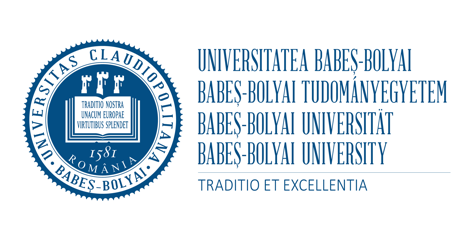 UNIVERSITAS CLAUDIOPOLITANA
TRADITIO NOSTRA
UNACUM EUROPAE
VIRTUTIBUS SPLENDET
1581
ROMÂNIA
BABEȘ-BOLYAI
UNIVERSITATEA BABEȘ-BOLYAI
BABEȘ-BOLYAI TUDOMÁNYEGYETEM
BABEȘ-BOLYAI UNIVERSITÄT
BABEȘ-BOLYAI UNIVERSITY
TRADITIO ET EXCELLENTIA